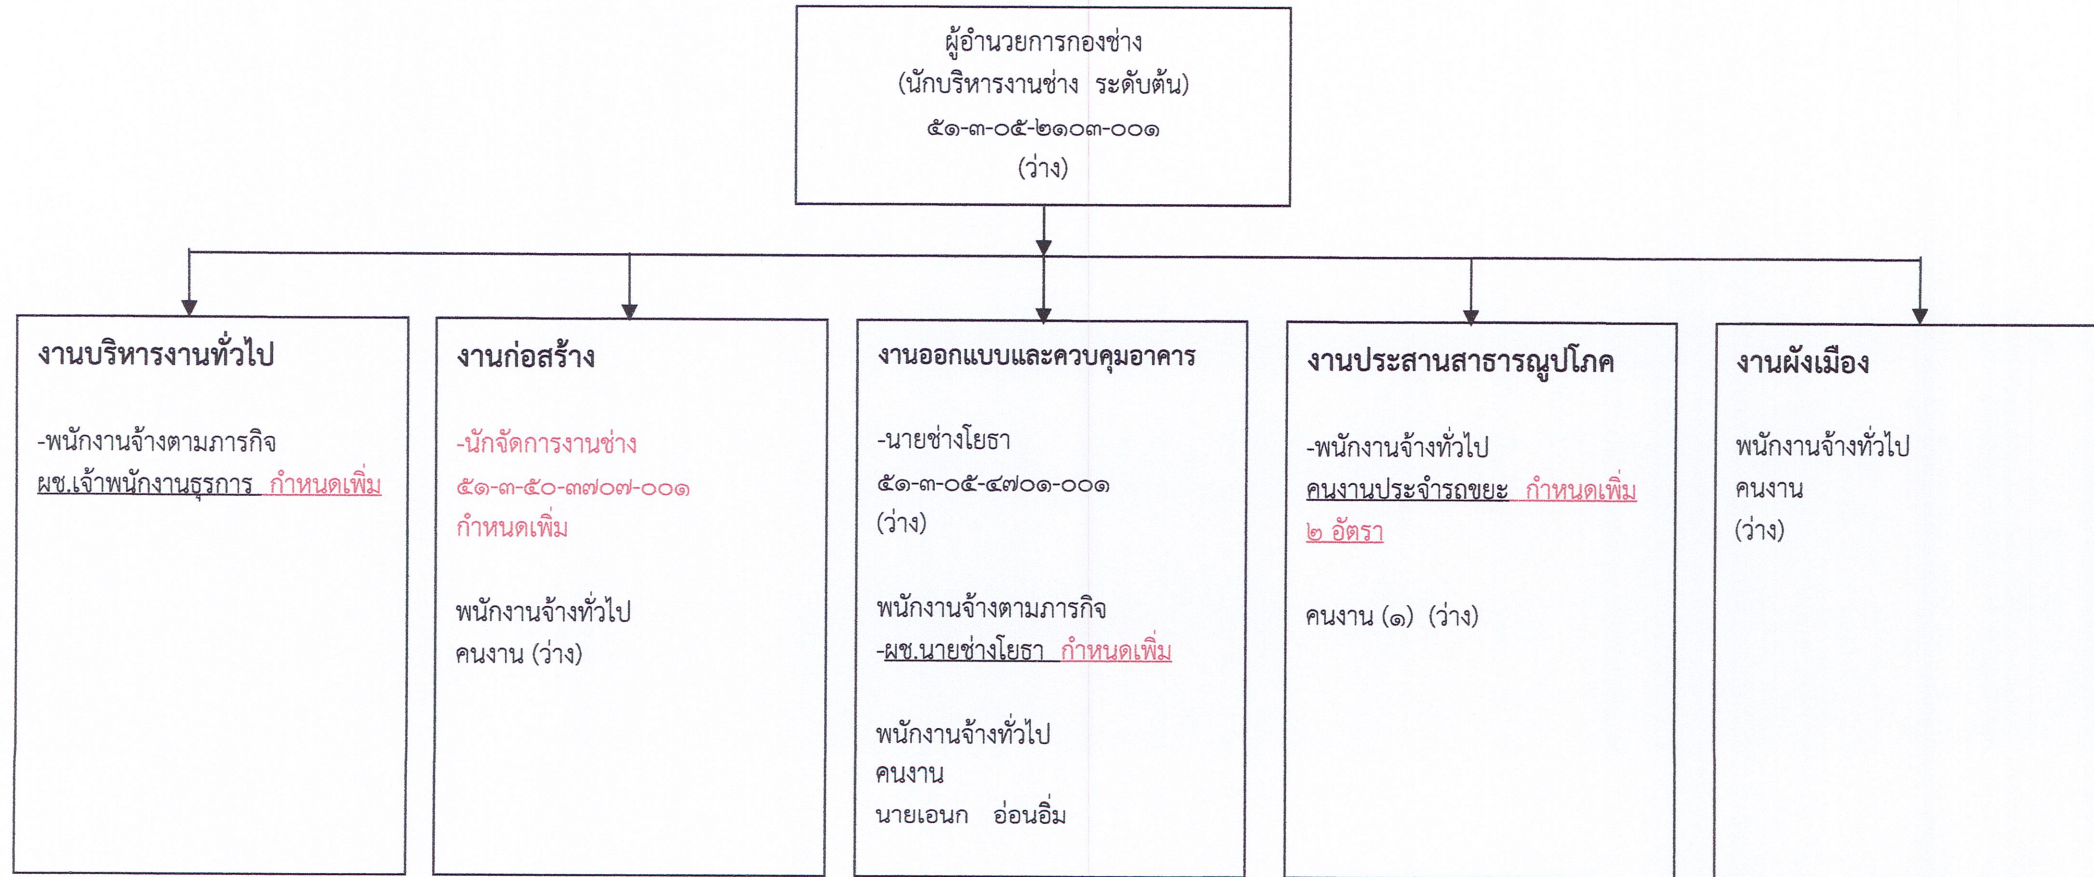 ผู้อำนวยการกองช่าง
(นักบริหารงานช่าง ระดับต้น)
๕๑-๓-๐๕-๒๑๐๓-๐๐๑
(ว่าง)
งานบริหารงานทั่วไป
-พนักงานจ้างตามภารกิจ
ผช.เจ้าพนักงานธุรการ กำหนดเพิ่ม
งานก่อสร้าง
-นักจัดการงานช่าง
๕๑-๓-๕๐-๓๗๐๗-๐๐๑
กำหนดเพิ่ม
พนักงานจ้างทั่วไป
คนงาน (ว่าง)
งานออกแบบและควบคุมอาคาร
-นายช่างโยธา
๕๑-๓-๐๕-๔๗๐๑-๐๐๑
(ว่าง)
พนักงานจ้างตามภารกิจ
-ผช.นายช่างโยธา กำหนดเพิ่ม
พนักงานจ้างทั่วไป
คนงาน
นายเอนก อ่อนอิ่ม
งานประสานสาธารณูปโภค
-พนักงานจ้างทั่วไป
คนงานประจำรถขยะ กำหนดเพิ่ม
๒ อัตรา
คนงาน (๑) (ว่าง)
งานผังเมือง
พนักงานจ้างทั่วไป
คนงาน
(ว่าง)